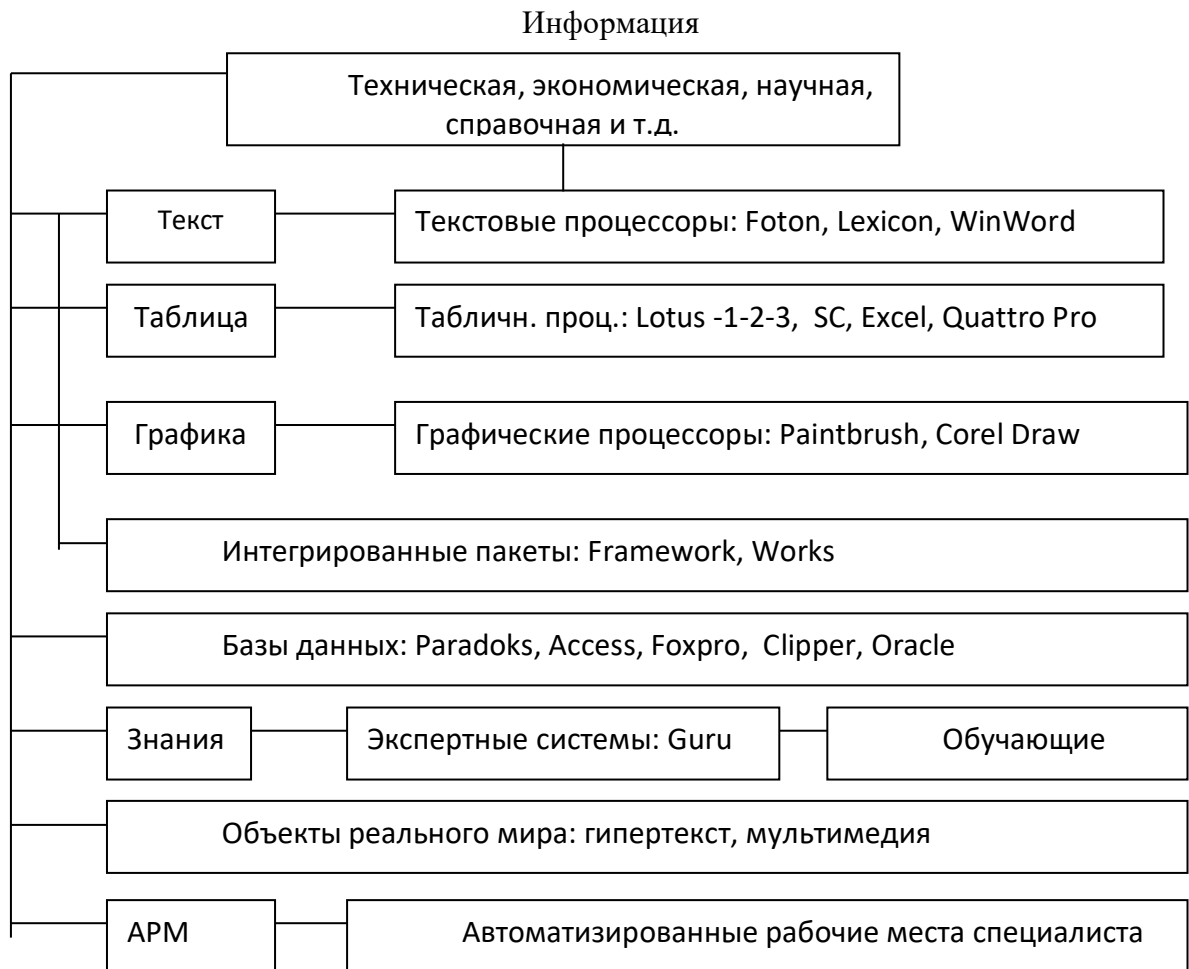 Информация
Техническая, экономическая, научная,
справочная и т.д.
Текст
Текстовые процессоры: Foton, Lexicon, WinWord
Таблица
Табличн. проц.: Lotus -1-2-3, SC, Excel, Quattro Pro
Графика
Графические процессоры: Paintbrush, Corel Draw
Интегрированные пакеты: Framework, Works
Базы данных: Paradoks, Access, Foxpro, Clipper, Oracle
Знания
Экспертные системы: Guru
Обучающие
Объекты реального мира: гипертекст, мультимедия
АРМ
Автоматизированные рабочие места специалиста